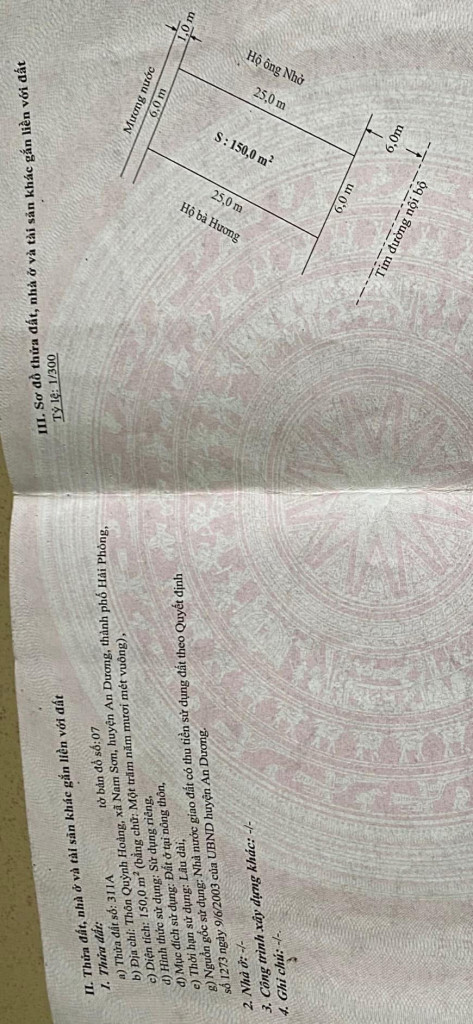 II. Thửa đất, nhà ở và tài sản khác gắn liền với đất
1. Thửa đất:
a) Thửa đất số: 311A tờ bản đồ số:07
b) Địa chỉ: Thôn Quỳnh Hoàng, xã Nam Sơn, huyện An Dương, thành phố Hải Phòng,
c) Diện tích: 150,0 m² (bằng chữ: Một trăm năm mươi mét vuông),
d) Hình thức sử dụng: Sử dụng riêng,
đ) Mục đích sử dụng: Đất ở tại nông thôn,
e) Thời hạn sử dụng: Lâu dài,
g) Nguồn gốc sử dụng: Nhà nước giao đất có thu tiền sử dụng đất theo Quyết định
số 1273 ngày 9/6/2003 của UBND huyện An Dương.
2. Nhà ở: -/-
3. Công trình xây dựng khác: -/-
4. Ghi chú: -/-
III. Sơ đồ thửa đất, nhà ở và tài sản khác gắn liền với đất
Tỷ lệ: 1/300
Mương nước
1,0 m
6,0 m
Hộ ông Nhở
25,0 m
S : 150,0 m²
25,0 m
Hộ bà Hương
6,0 m
6,0m
Tim đường nội bộ